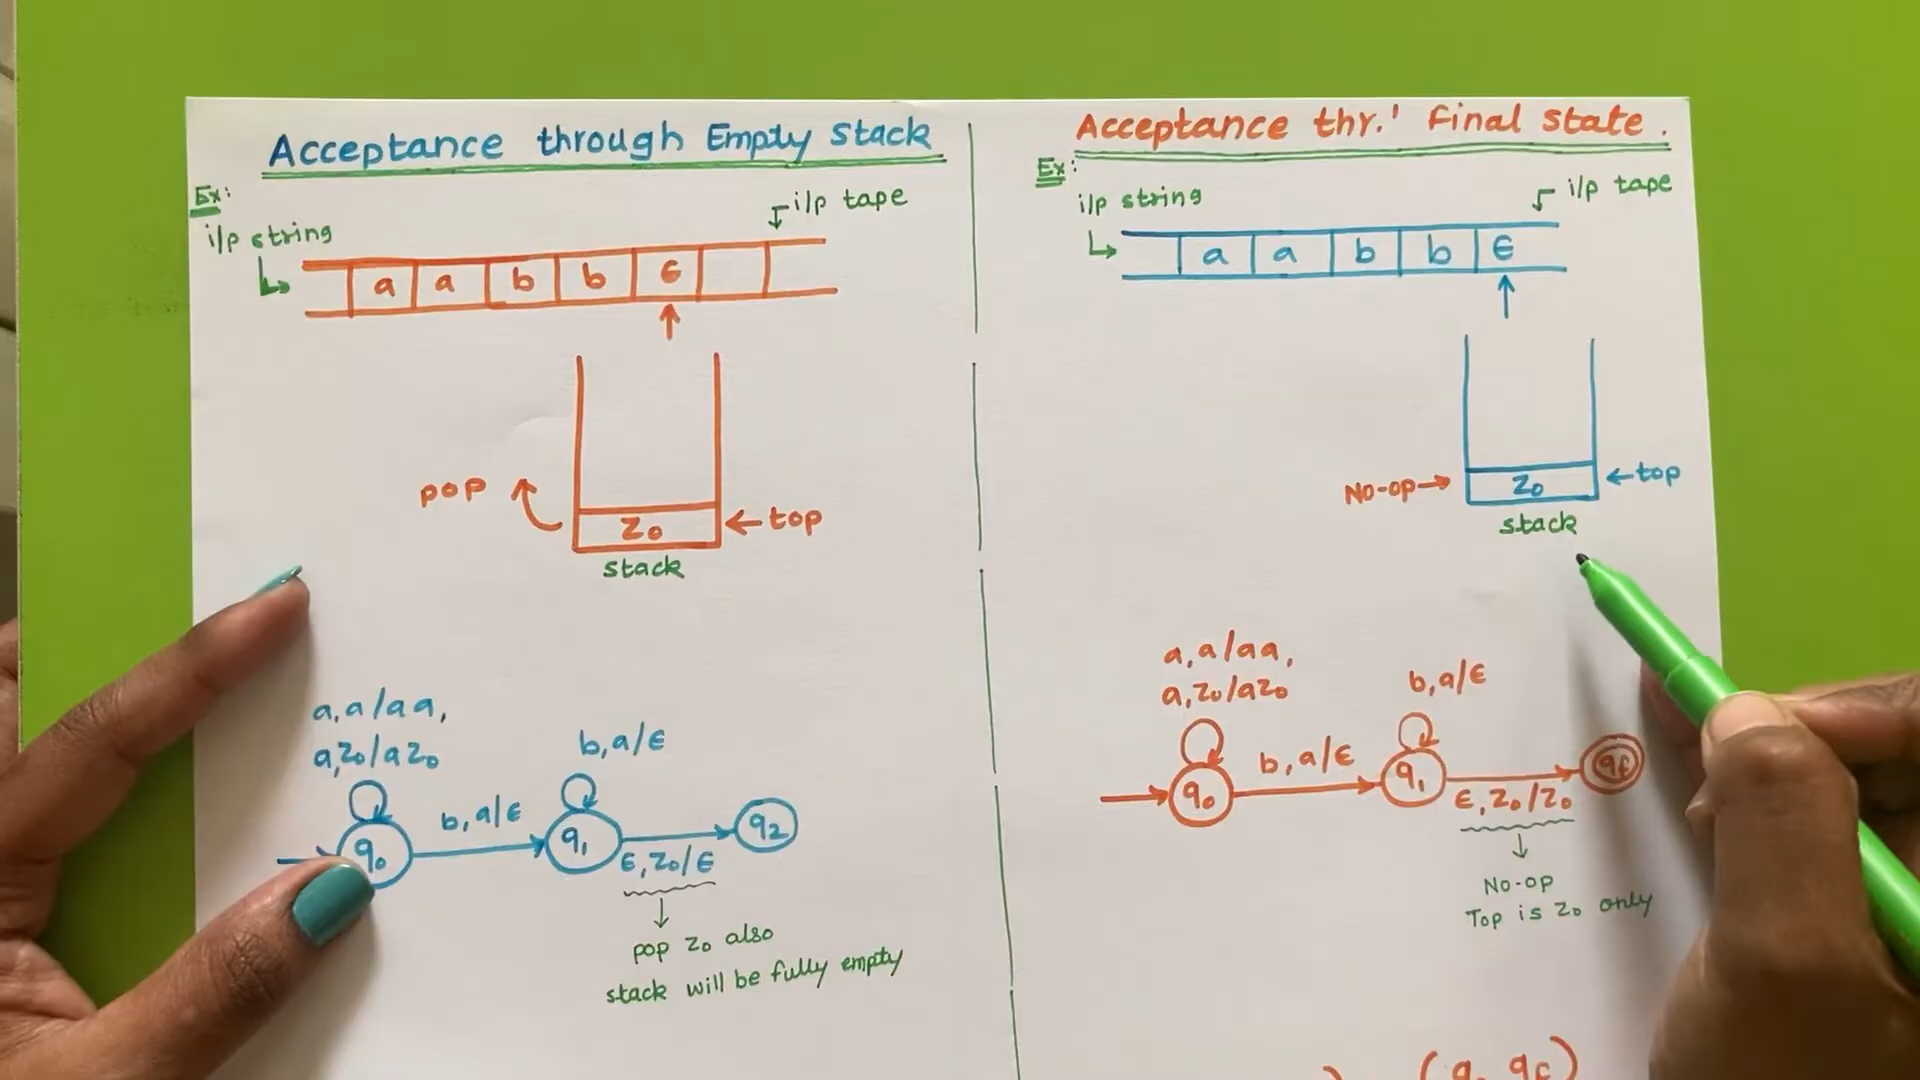 Acceptance through Empty Stack
Ex:
i/p string
i/p tape
a a b b ϵ
pop
Z₀
←top
stack
a,a/aa,
a,Z₀/aZ₀
b,a/ϵ
b,a/ϵ
q₀
q₁
q₂
ϵ,Z₀/ϵ
pop Z₀ also
stack will be fully empty
Acceptance thr.' Final State.
Ex:
i/p string
i/p tape
a a b b ϵ
No-op→
Z₀
←top
stack
a,a/aa,
a,Z₀/aZ₀
b,a/ϵ
b,a/ϵ
q₀
q₁
qf
ϵ,Z₀/Z₀
No-op
Top is Z₀ only